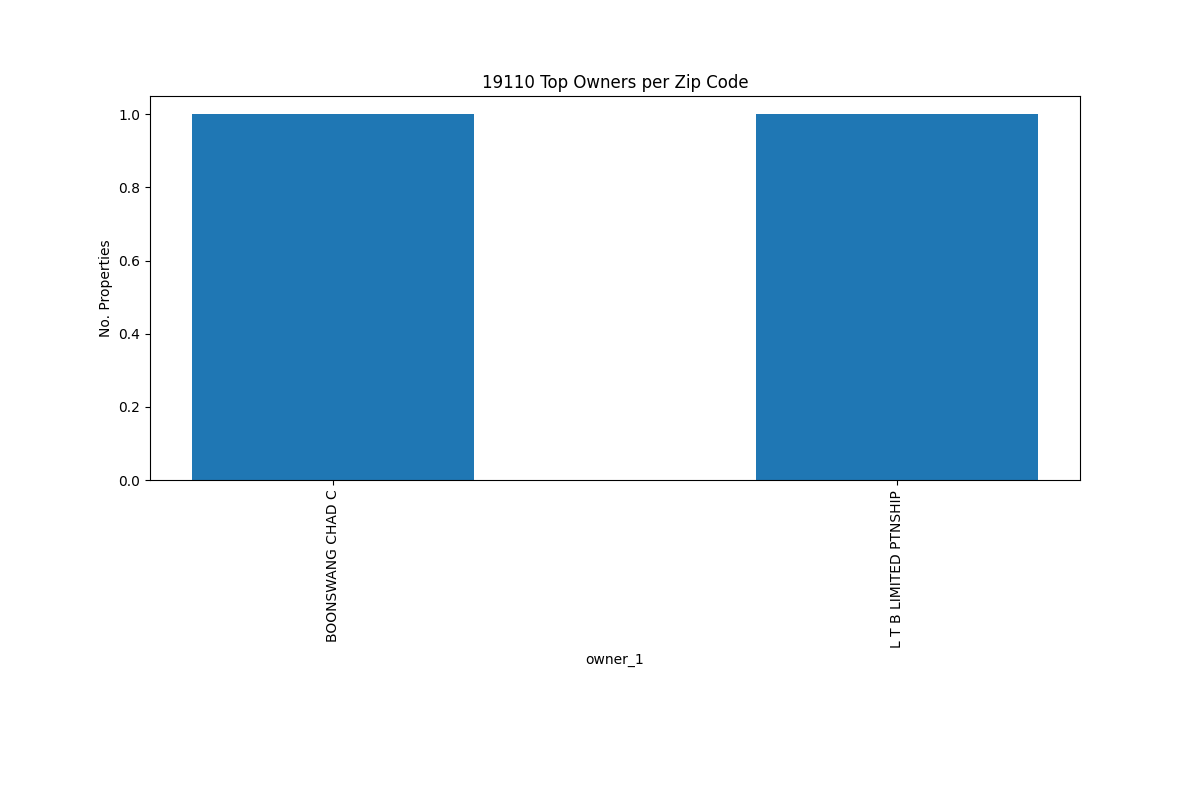 19110 Top Owners per Zip Code
1.0
0.8
0.6
0.4
0.2
0.0
No. Properties
BOONSWANG CHAD C
L T B LIMITED PTNSHIP
owner_1